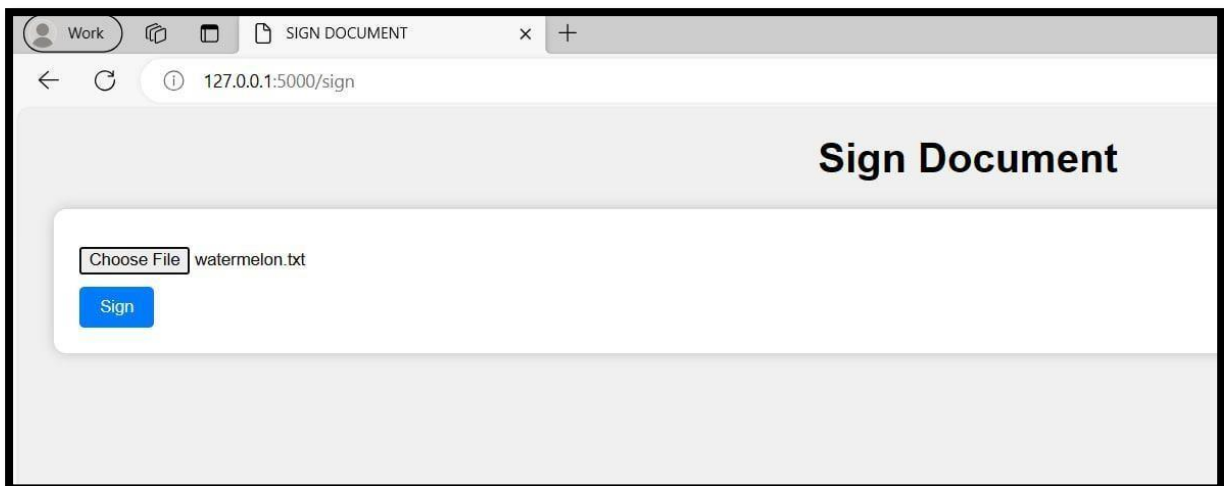 Work SIGN DOCUMENT
127.0.0.1:5000/sign
Sign Document
Choose File watermelon.txt
Sign